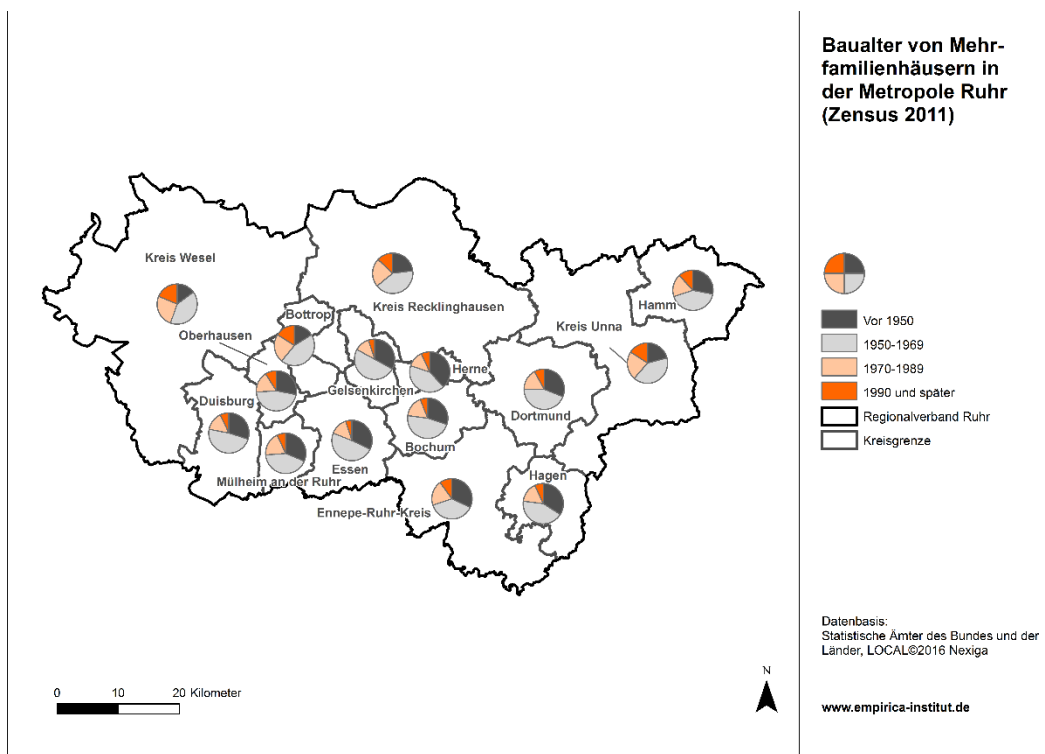 Baualter von Mehr-
familienhäusern in
der Metropole Ruhr
(Zensus 2011)
Kreis Wesel
Kreis Recklinghausen
Hamm
Bottrop
Oberhausen
Kreis Unna
Herne
Gelsenkirchen
Duisburg
Dortmund
Bochum
Essen
Hagen
Mülheim an der Ruhr
Ennepe-Ruhr-Kreis
Vor 1950
1950-1969
1970-1989
1990 und später
Regionalverband Ruhr
Kreisgrenze
Datenbasis:
Statistische Ämter des Bundes und der
Länder, LOCAL©2016 Nexiga
www.empirica-institut.de
N
0 10 20 Kilometer